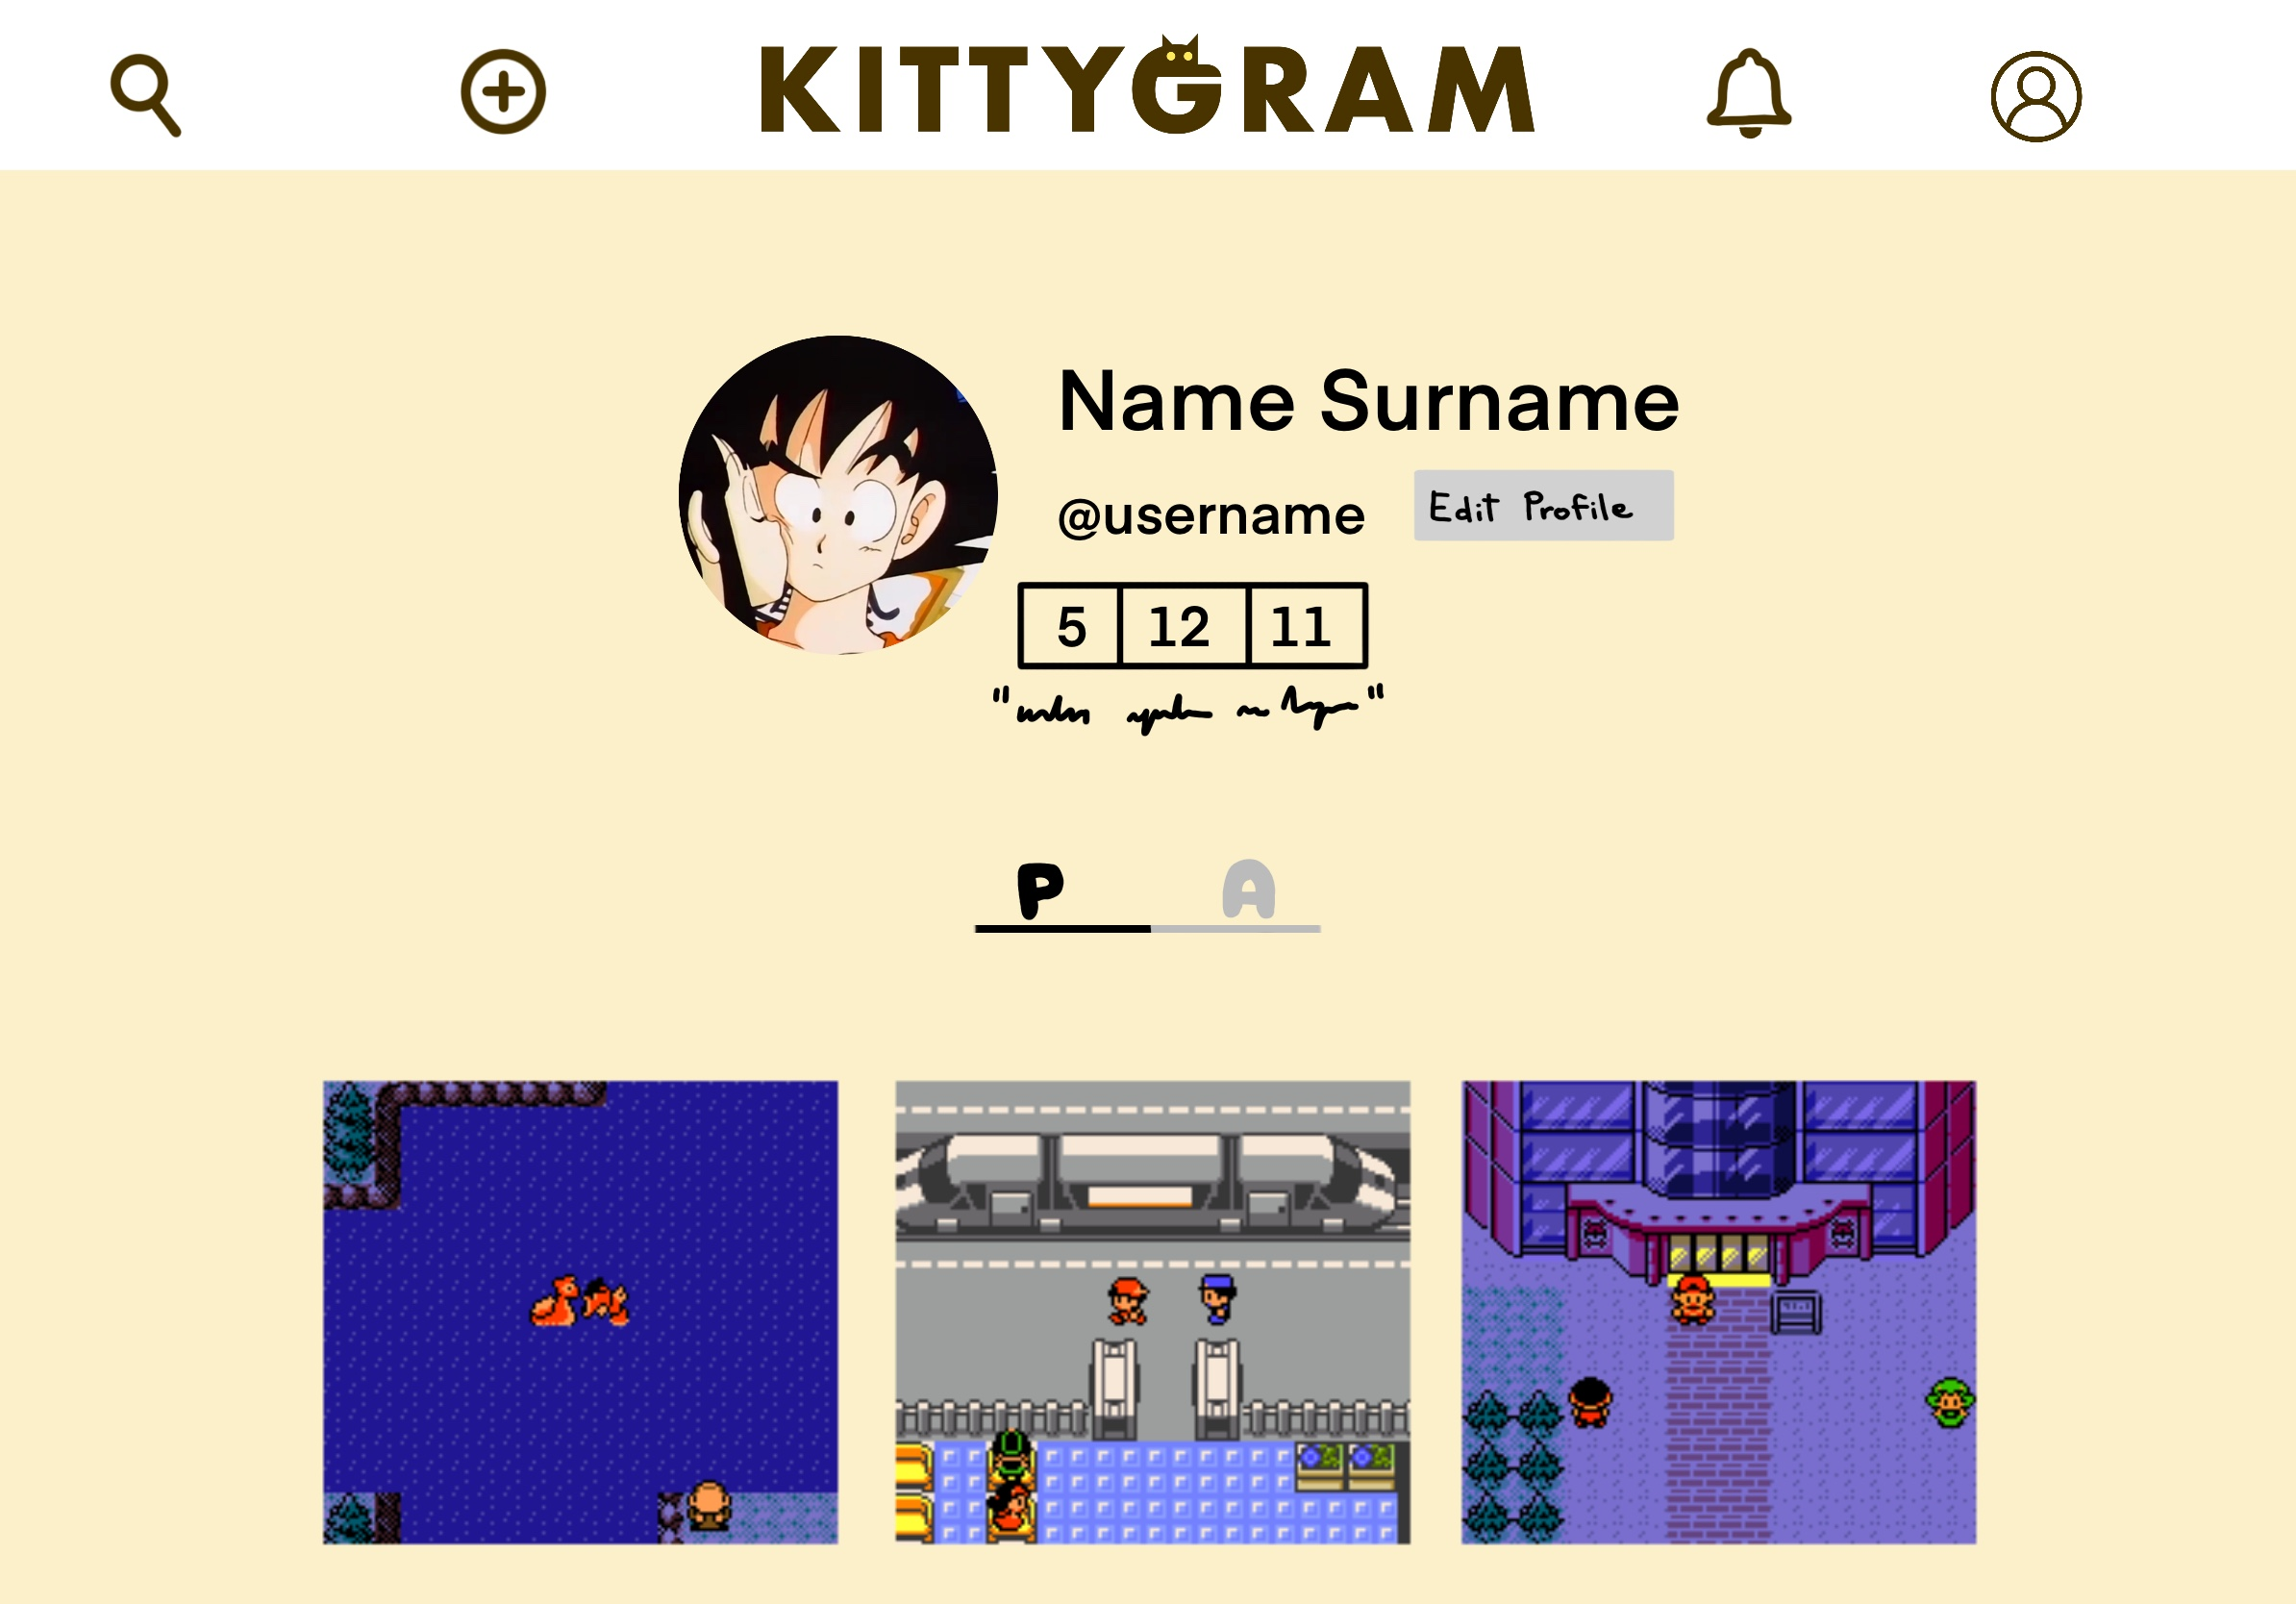 KITTYGRAM
Name Surname
@username
Edit Profile
5 12 11
P A